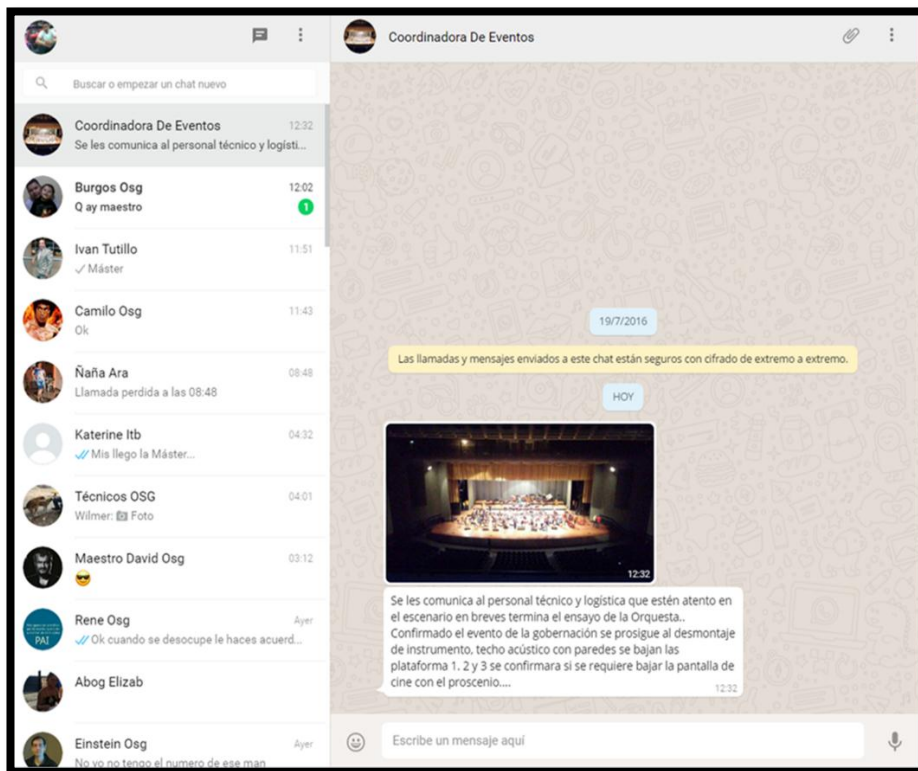 Coordinadora De Eventos
Buscar o empezar un chat nuevo
Coordinadora De Eventos 12:32
Se les comunica al personal técnico y logísti...
Burgos Osg 12:02
Q ay maestro 1
Ivan Tutillo 11:51
Máster
Camilo Osg 11:43
Ok
Ñaña Ara 08:48
Llamada perdida a las 08:48
Katerine Itb 04:32
Mis llego la Máster...
Técnicos OSG 04:01
Wilmer: Foto
Maestro David Osg 03:12
😎
Rene Osg Ayer
Ok cuando se desocupe le haces acuerd...
PAI
Abog Elizab
Einstein Osg Ayer
No yo no tengo el numero de ese man
19/7/2016
Las llamadas y mensajes enviados a este chat están seguros con cifrado de extremo a extremo.
HOY
12:32
Se les comunica al personal técnico y logística que estén atento en
el escenario en breves termina el ensayo de la Orquesta..
Confirmado el evento de la gobernación se prosigue al desmontaje
de instrumento, techo acústico con paredes se bajan las
plataforma 1. 2 y 3 se confirmara si se requiere bajar la pantalla de
cine con el proscenio....
12:32
Escribe un mensaje aquí